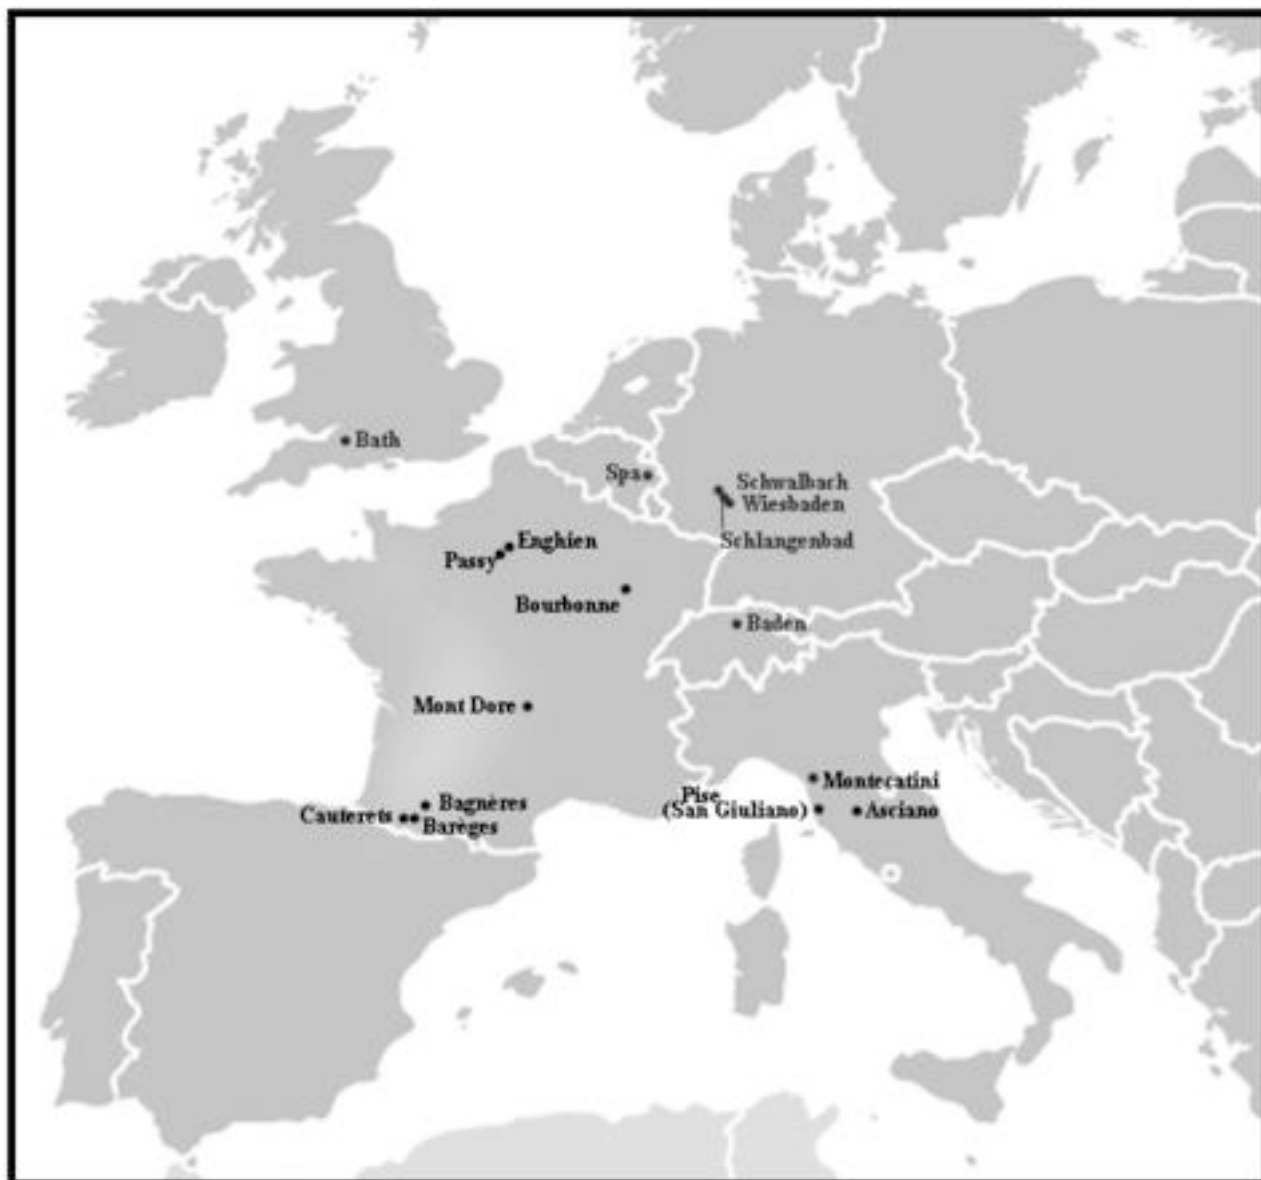 Bath
Spa
Schwalbach
Wiesbaden
Schlangenbad
Enghien
Passy
Bourbonne
Baden
Mont Dore
Montecatini
Pise
(San Giuliano)
Asciano
Bagnères
Cauterets
Barèges